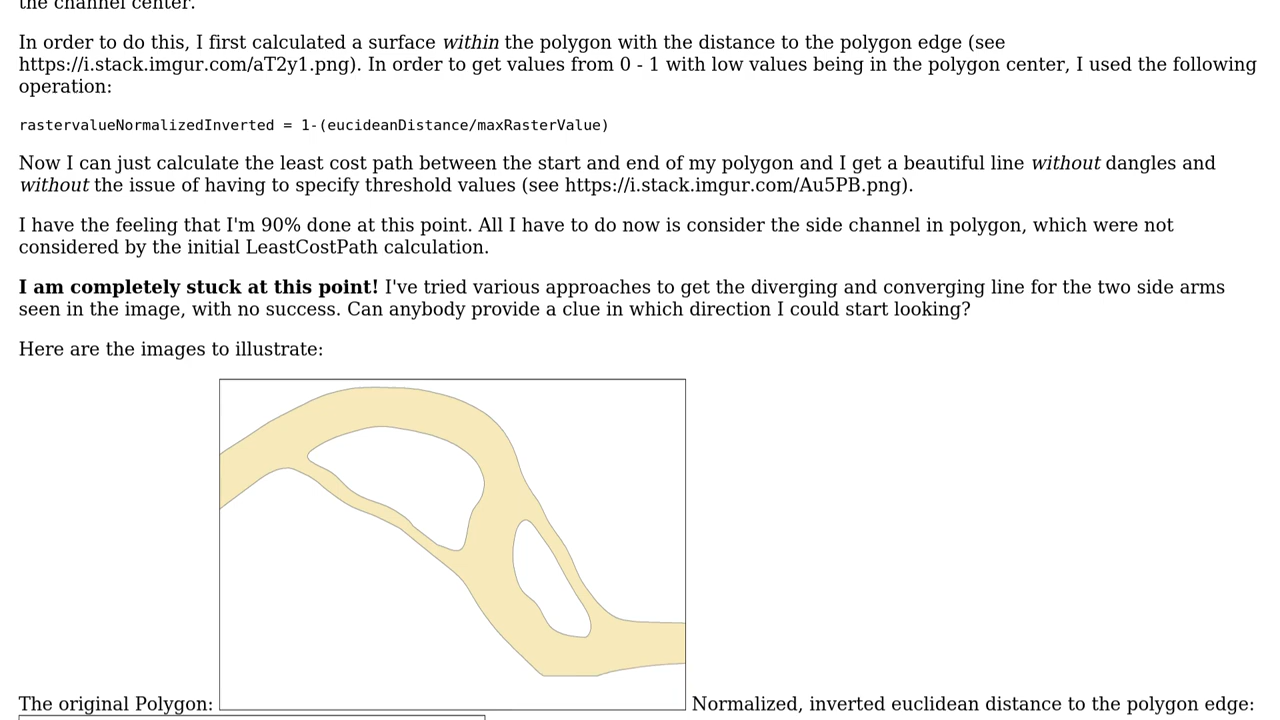 the channel center.
In order to do this, I first calculated a surface within the polygon with the distance to the polygon edge (see
https://i.stack.imgur.com/aT2y1.png). In order to get values from 0 - 1 with low values being in the polygon center, I used the following
operation:
rastervalueNormalizedInverted = 1-(eucideanDistance/maxRasterValue)
Now I can just calculate the least cost path between the start and end of my polygon and I get a beautiful line without dangles and
without the issue of having to specify threshold values (see https://i.stack.imgur.com/Au5PB.png).
I have the feeling that I'm 90% done at this point. All I have to do now is consider the side channel in polygon, which were not
considered by the initial LeastCostPath calculation.
I am completely stuck at this point! I've tried various approaches to get the diverging and converging line for the two side arms
seen in the image, with no success. Can anybody provide a clue in which direction I could start looking?
Here are the images to illustrate:
The original Polygon: Normalized, inverted euclidean distance to the polygon edge: